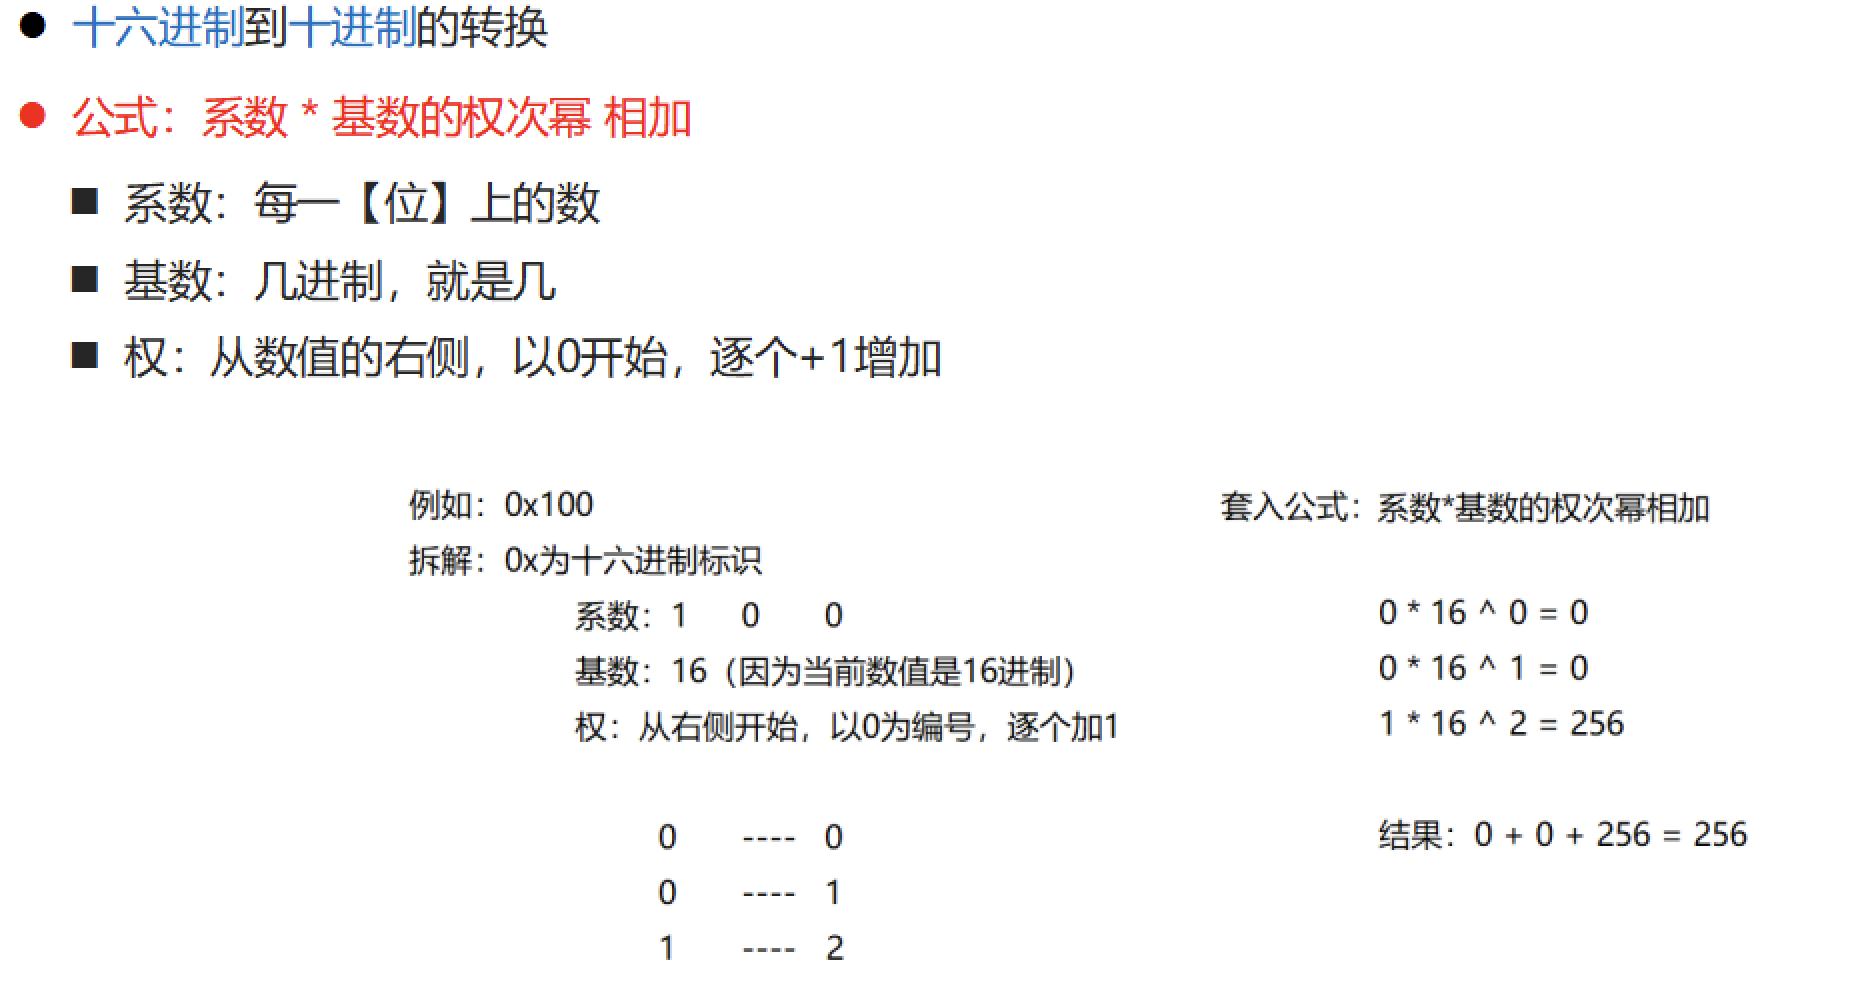 十六进制到十进制的转换
公式：系数 * 基数的权次幂 相加
系数：每一【位】上的数
基数：几进制，就是几
权：从数值的右侧，以0开始，逐个+1增加
例如：0x100
拆解：0x为十六进制标识
系数：1 0 0
基数：16（因为当前数值是16进制）
权：从右侧开始，以0为编号，逐个加1
0 ---- 0
0 ---- 1
1 ---- 2
套入公式：系数*基数的权次幂相加
0 * 16 ^ 0 = 0
0 * 16 ^ 1 = 0
1 * 16 ^ 2 = 256
结果：0 + 0 + 256 = 256